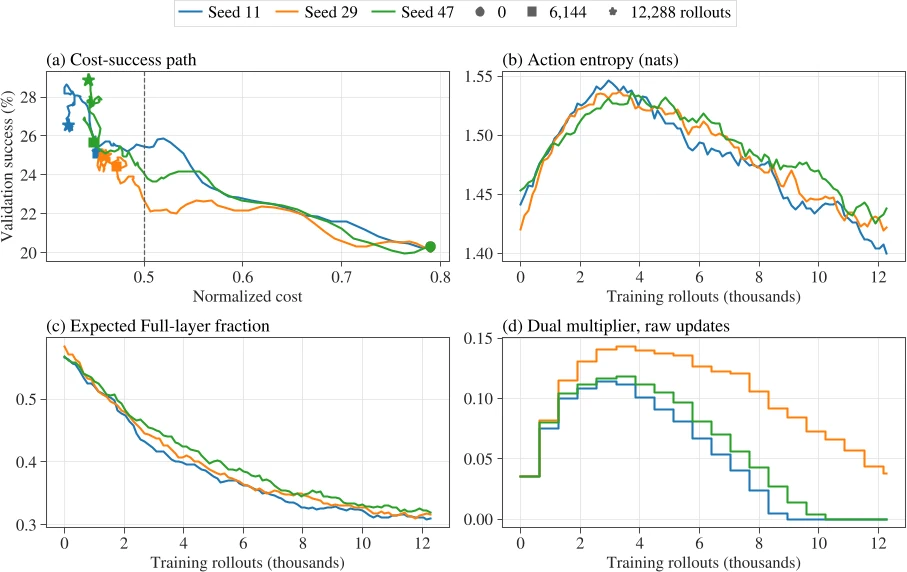 Seed 11 Seed 29 Seed 47 0 6,144 12,288 rollouts
(a) Cost-success path
Validation success (%)
28
26
24
22
20
0.5 0.6 0.7 0.8
Normalized cost
(b) Action entropy (nats)
1.55
1.50
1.45
1.40
0 2 4 6 8 10 12
Training rollouts (thousands)
(c) Expected Full-layer fraction
0.5
0.4
0.3
0 2 4 6 8 10 12
Training rollouts (thousands)
(d) Dual multiplier, raw updates
0.15
0.10
0.05
0.00
0 2 4 6 8 10 12
Training rollouts (thousands)